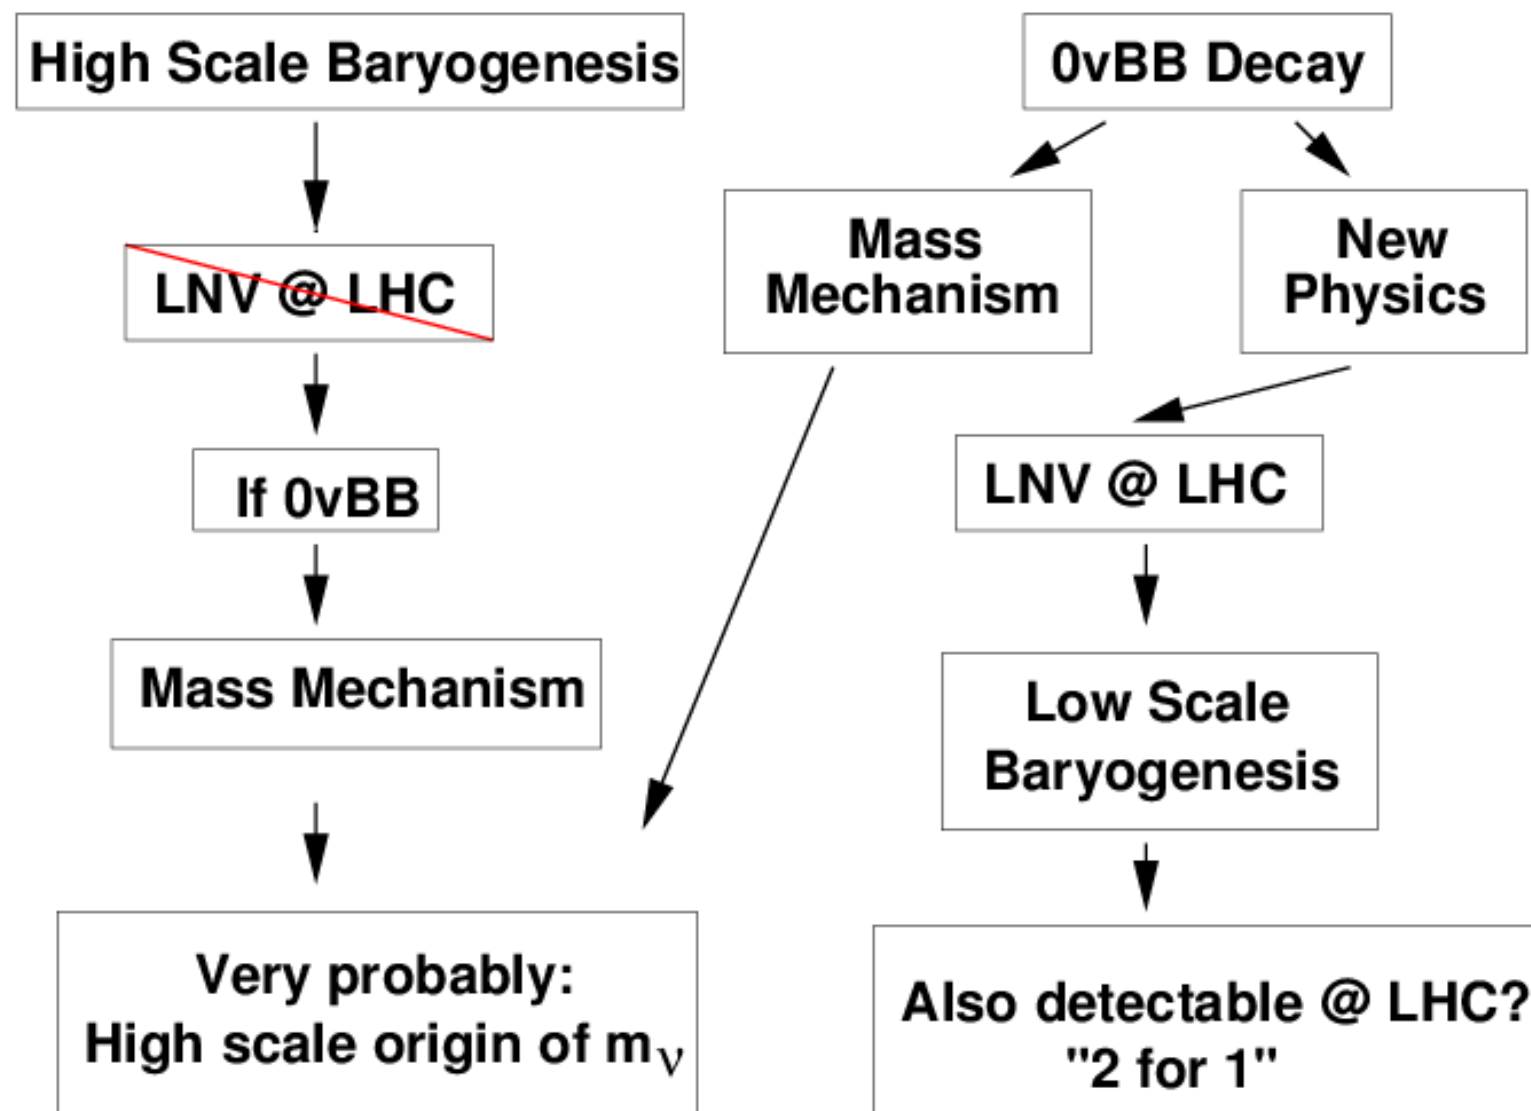 High Scale Baryogenesis
LNV @ LHC
If 0vBB
Mass Mechanism
Very probably:
High scale origin of mν
0vBB Decay
Mass
Mechanism
New
Physics
LNV @ LHC
Low Scale
Baryogenesis
Also detectable @ LHC?
"2 for 1"